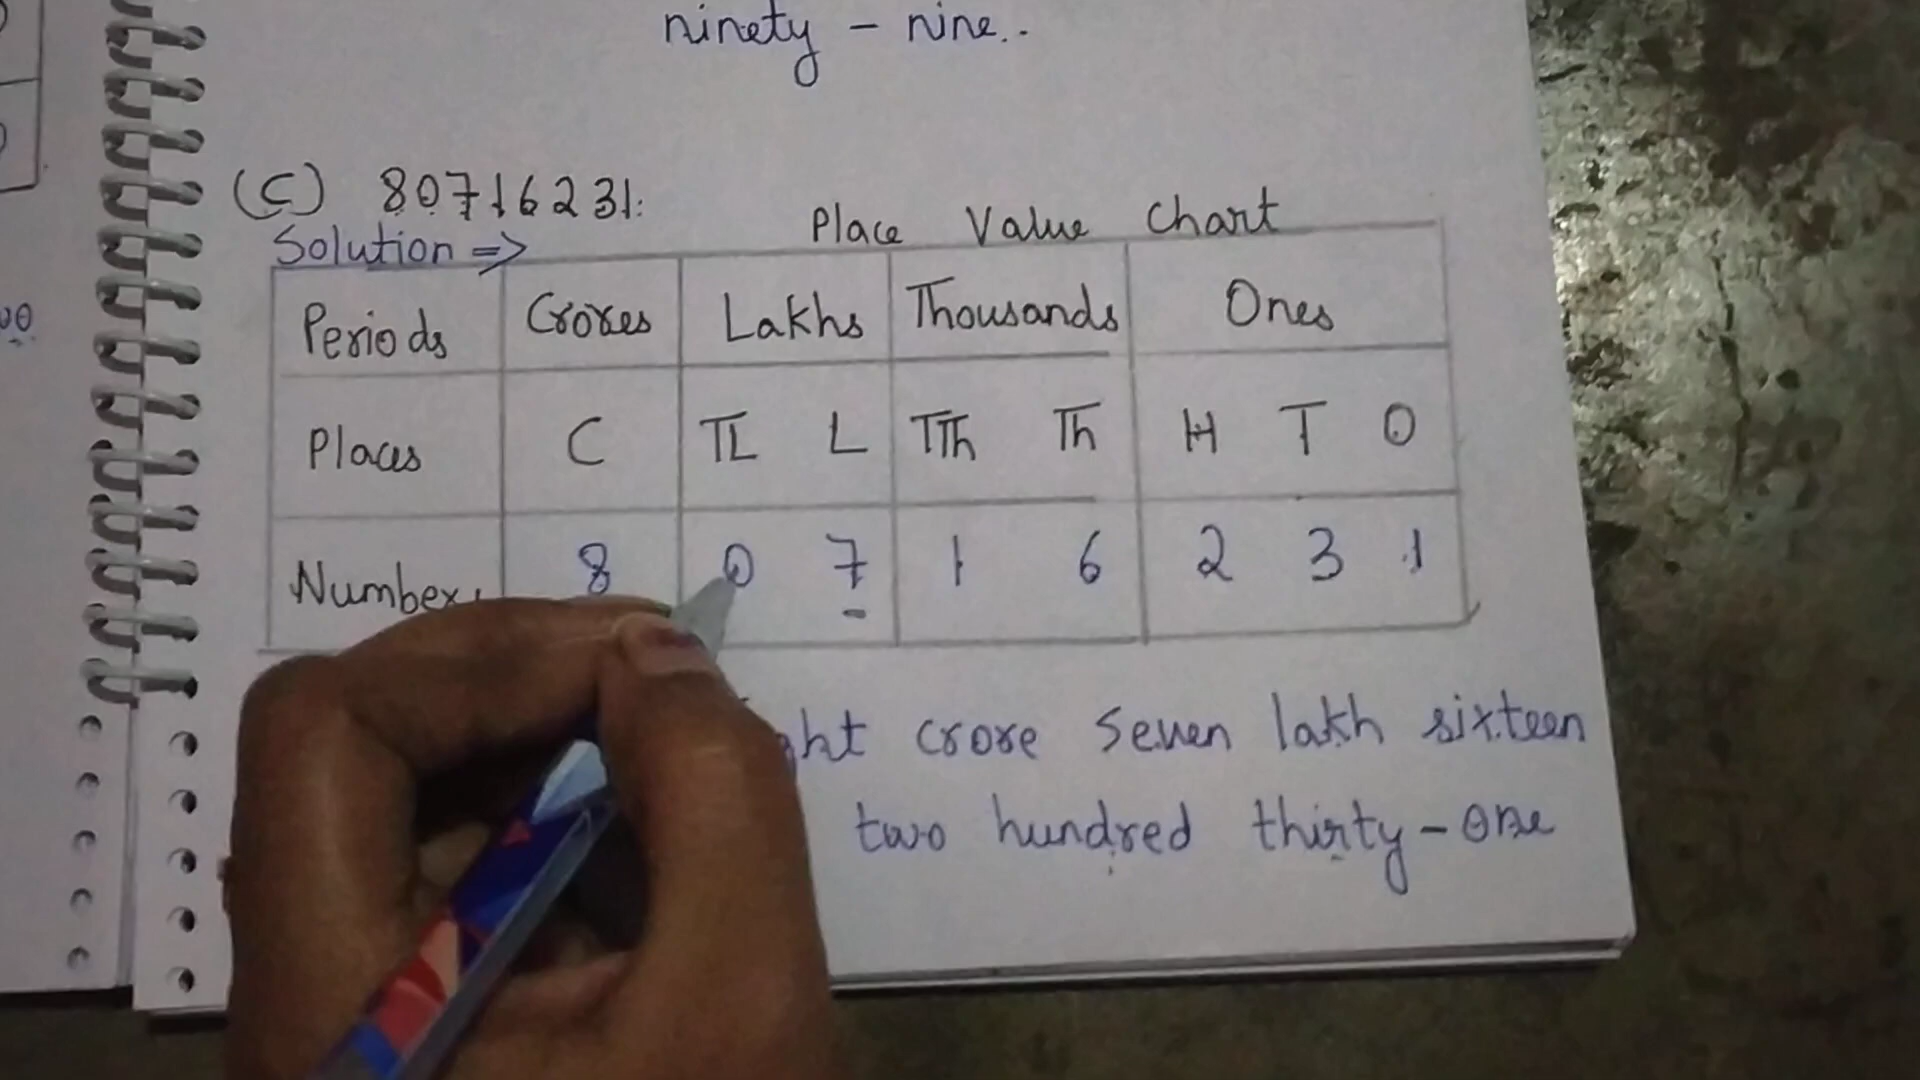 ninety - nine.
(C) 80716231.
Solution ⇒
Place Value Chart
Periods Crores Lakhs Thousands Ones
Places C TL L TTh Th H T O
Number 8 0 7 1 6 2 3 1
crore seven lakh sixteen
two hundred thirty-one